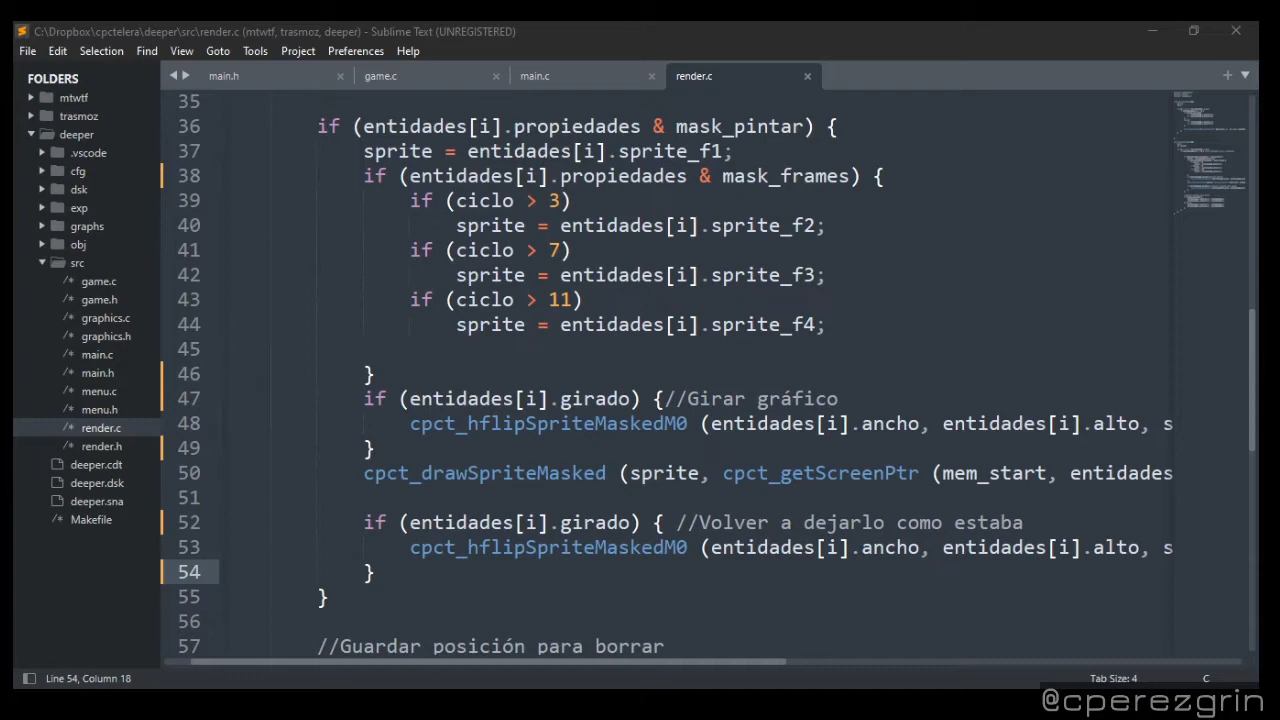 C:\Dropbox\cpctelera\deeper\src\render.c (mtwtf, trasmoz, deeper) - Sublime Text (UNREGISTERED)
File Edit Selection Find View Goto Tools Project Preferences Help
FOLDERS
mtwtf
trasmoz
deeper
.vscode
cfg
dsk
exp
graphs
obj
src
/* game.c
/* game.h
/* graphics.c
/* graphics.h
/* main.c
/* main.h
/* menu.c
/* menu.h
/* render.c
/* render.h
deeper.cdt
deeper.dsk
deeper.sna
/* Makefile
main.h × game.c × main.c × render.c ×
35
36 if (entidades[i].propiedades & mask_pintar) {
37 sprite = entidades[i].sprite_f1;
38 if (entidades[i].propiedades & mask_frames) {
39 if (ciclo > 3)
40 sprite = entidades[i].sprite_f2;
41 if (ciclo > 7)
42 sprite = entidades[i].sprite_f3;
43 if (ciclo > 11)
44 sprite = entidades[i].sprite_f4;
45
46 }
47 if (entidades[i].girado) {//Girar gráfico
48 cpct_hflipSpriteMaskedM0 (entidades[i].ancho, entidades[i].alto, s
49 }
50 cpct_drawSpriteMasked (sprite, cpct_getScreenPtr (mem_start, entidades
51
52 if (entidades[i].girado) { //Volver a dejarlo como estaba
53 cpct_hflipSpriteMaskedM0 (entidades[i].ancho, entidades[i].alto, s
54 }
55 }
56
57 //Guardar posición para borrar
Line 54, Column 18 Tab Size: 4 C
@cperezgrin